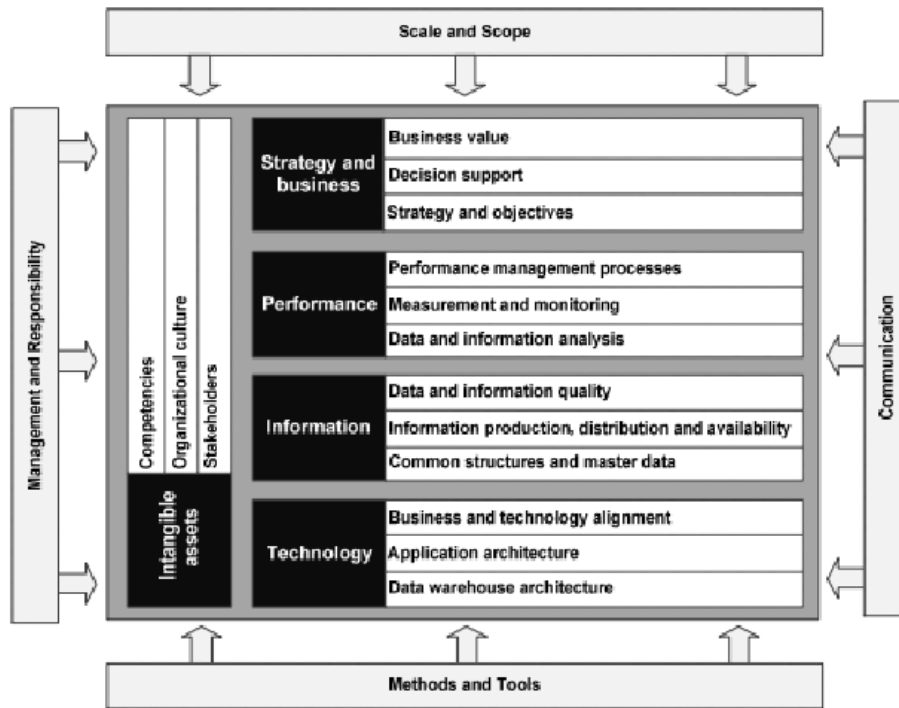 Scale and Scope
Management and Responsibility
Competencies
Organizational culture
Stakeholders
Intangible
assets
Strategy and
business
Business value
Decision support
Strategy and objectives
Performance
Performance management processes
Measurement and monitoring
Data and information analysis
Information
Data and information quality
Information production, distribution and availability
Common structures and master data
Technology
Business and technology alignment
Application architecture
Data warehouse architecture
Communication
Methods and Tools